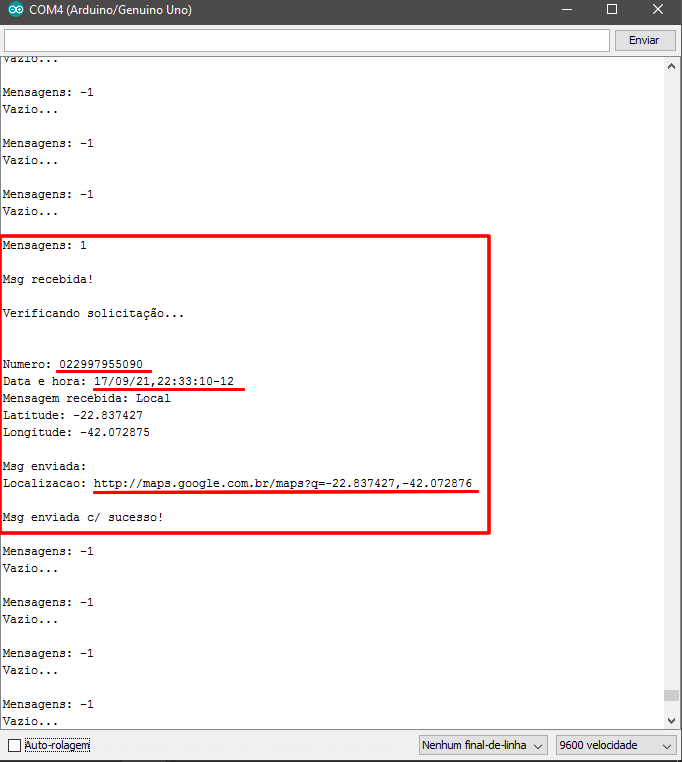 COM4 (Arduino/Genuino Uno)
Enviar
Vazio...
Mensagens: -1
Vazio...
Mensagens: -1
Vazio...
Mensagens: -1
Vazio...
Mensagens: 1
Msg recebida!
Verificando solicitação...
Numero: 022997955090
Data e hora: 17/09/21,22:33:10-12
Mensagem recebida: Local
Latitude: -22.837427
Longitude: -42.072875
Msg enviada:
Localizacao: http://maps.google.com.br/maps?q=-22.837427,-42.072876
Msg enviada c/ sucesso!
Mensagens: -1
Vazio...
Mensagens: -1
Vazio...
Mensagens: -1
Vazio...
Mensagens: -1
Vazio...
Auto-rolagem
Nenhum final-de-linha
9600 velocidade